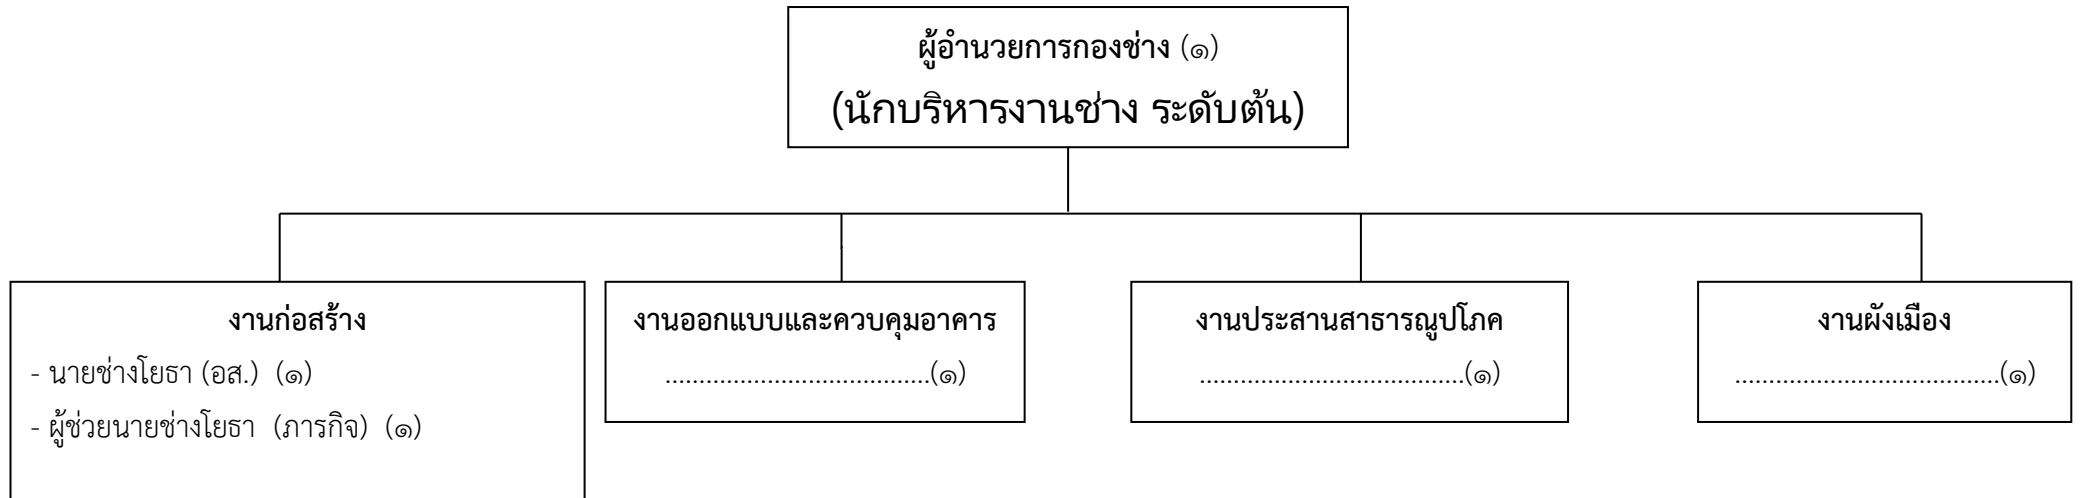 ผู้อำนวยการกองช่าง (๑)
(นักบริหารงานช่าง ระดับต้น)
งานก่อสร้าง
- นายช่างโยธา (อส.) (๑)
- ผู้ช่วยนายช่างโยธา (ภารกิจ) (๑)
งานออกแบบและควบคุมอาคาร
.......................................(๑)
งานประสานสาธารณูปโภค
.......................................(๑)
งานผังเมือง
.......................................(๑)